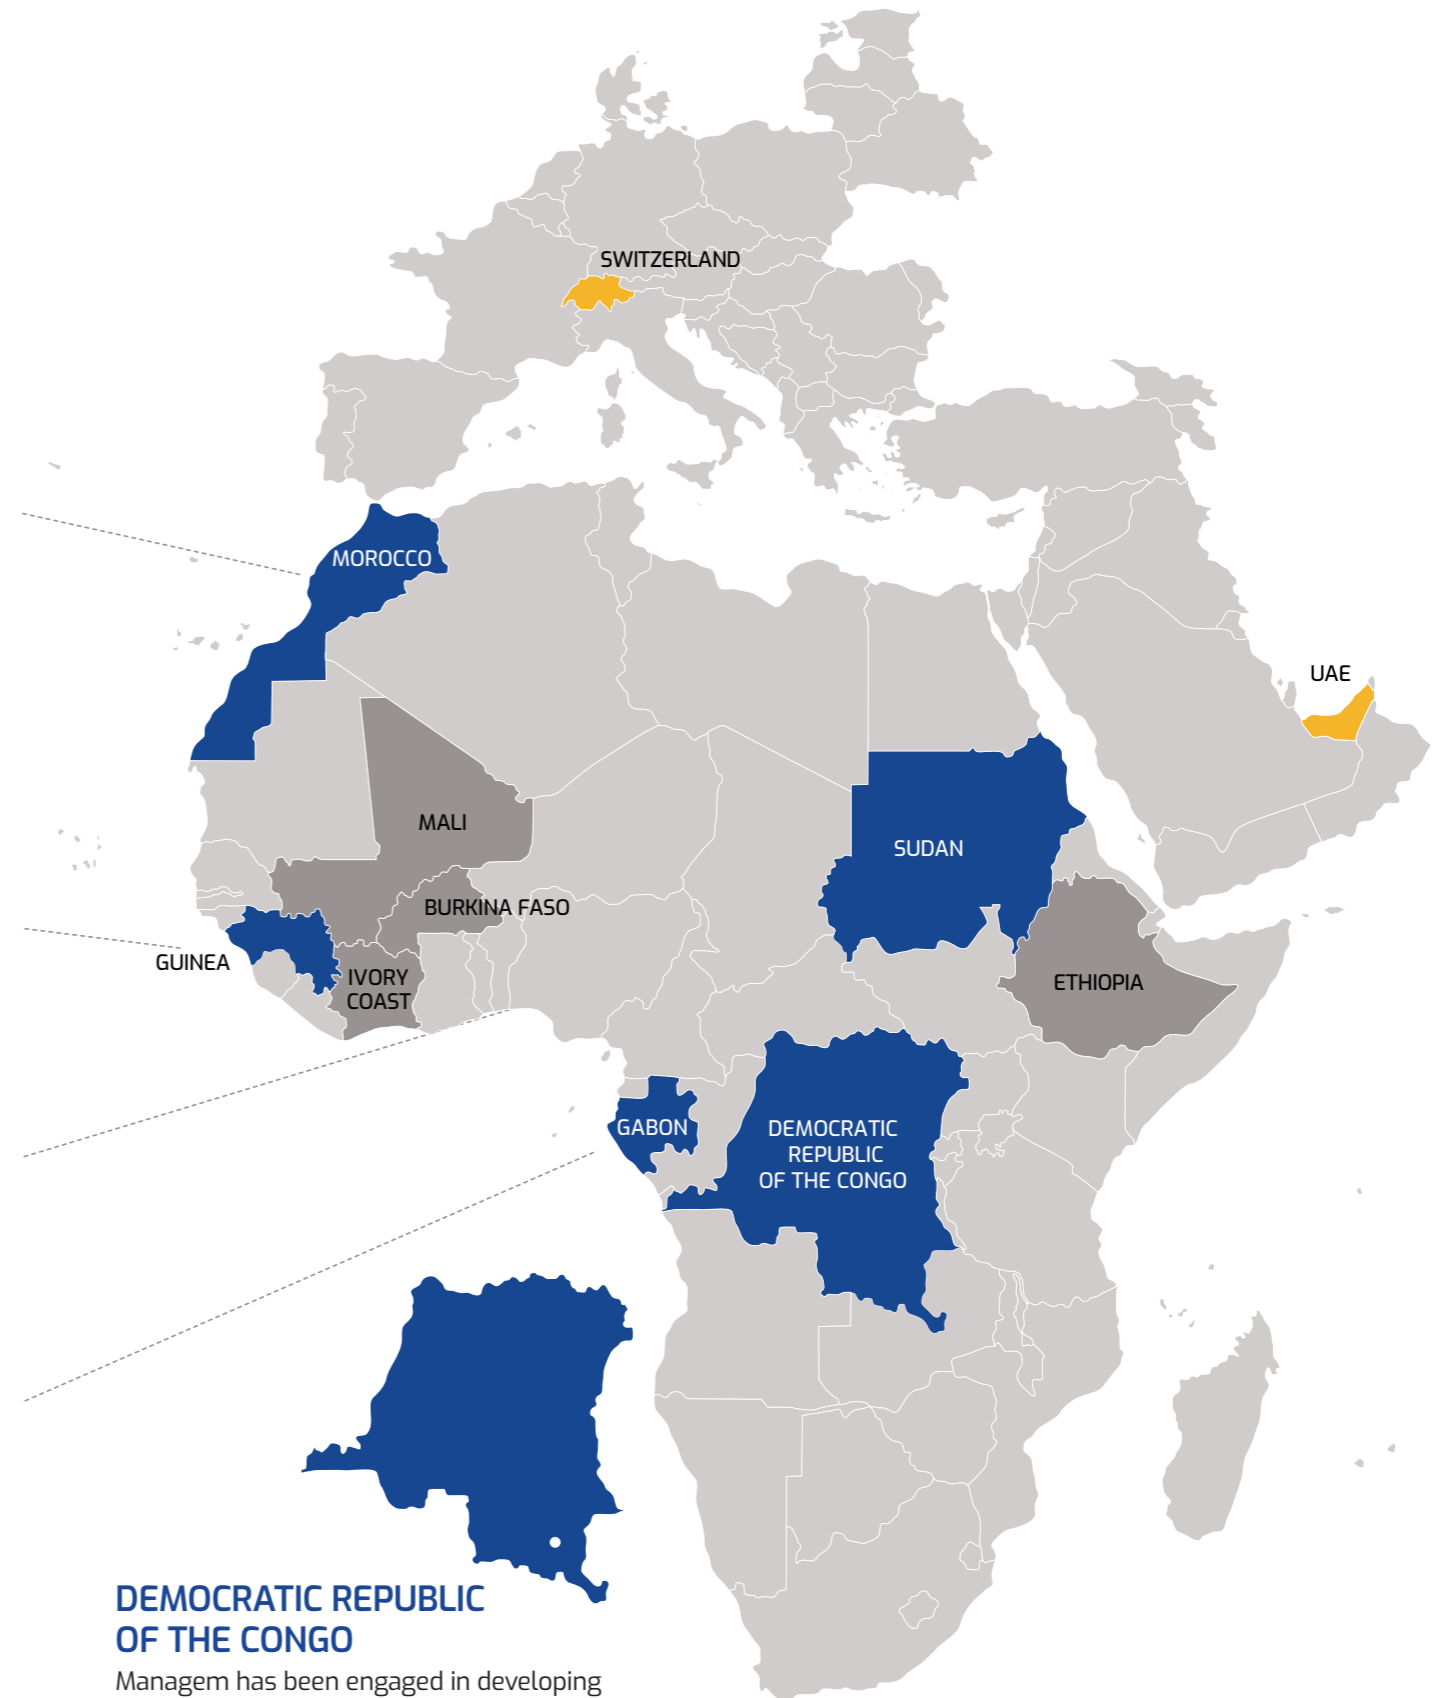 SWITZERLAND
MOROCCO
UAE
MALI
SUDAN
BURKINA FASO
GUINEA
IVORY
COAST
ETHIOPIA
GABON
DEMOCRATIC
REPUBLIC
OF THE CONGO
DEMOCRATIC REPUBLIC
OF THE CONGO
Managem has been engaged in developing